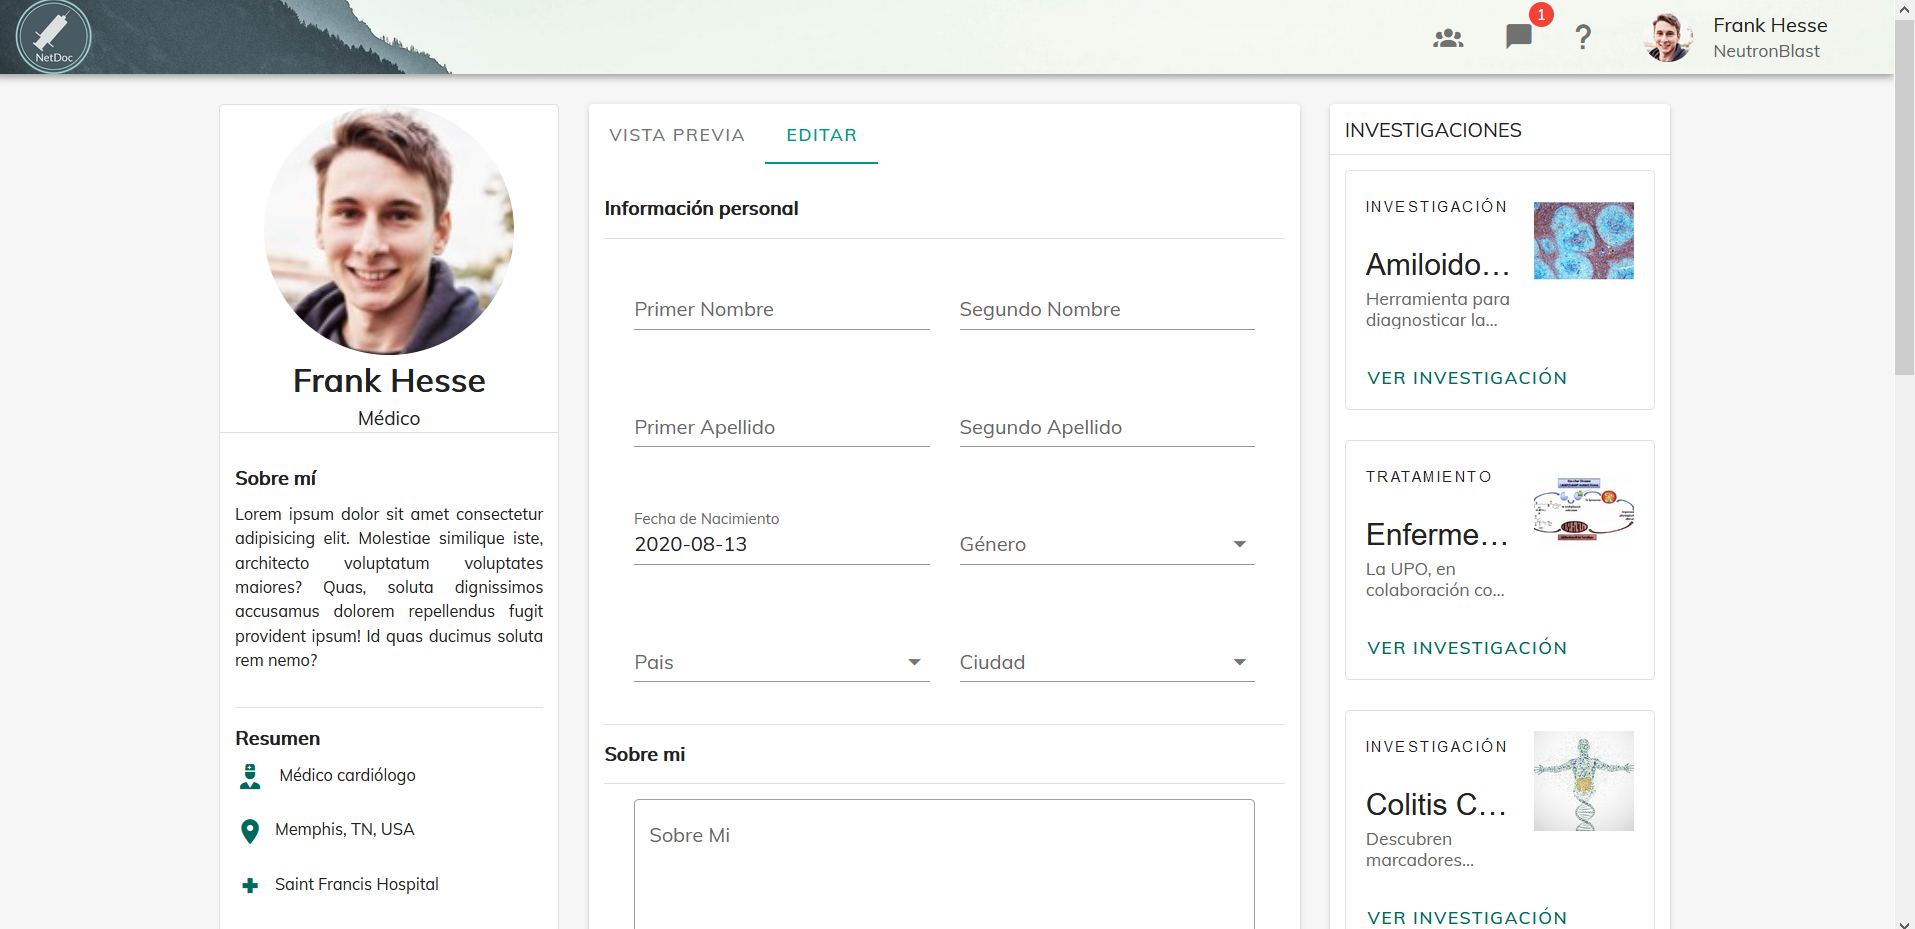 NetDoc
1
?
Frank Hesse
NeutronBlast
Frank Hesse
Médico
Sobre mí
Lorem ipsum dolor sit amet consectetur
adipisicing elit. Molestiae similique iste,
architecto voluptatum voluptates
maiores? Quas, soluta dignissimos
accusamus dolorem repellendus fugit
provident ipsum! Id quas ducimus soluta
rem nemo?
Resumen
Médico cardiólogo
Memphis, TN, USA
Saint Francis Hospital
VISTA PREVIA
EDITAR
Información personal
Primer Nombre
Segundo Nombre
Primer Apellido
Segundo Apellido
Fecha de Nacimiento
2020-08-13
Género
Pais
Ciudad
Sobre mi
Sobre Mi
INVESTIGACIONES
INVESTIGACIÓN
Amiloido...
Herramienta para
diagnosticar la...
VER INVESTIGACIÓN
TRATAMIENTO
Enferme...
La UPO, en
colaboración co...
VER INVESTIGACIÓN
INVESTIGACIÓN
Colitis C...
Descubren
marcadores...
VER INVESTIGACIÓN